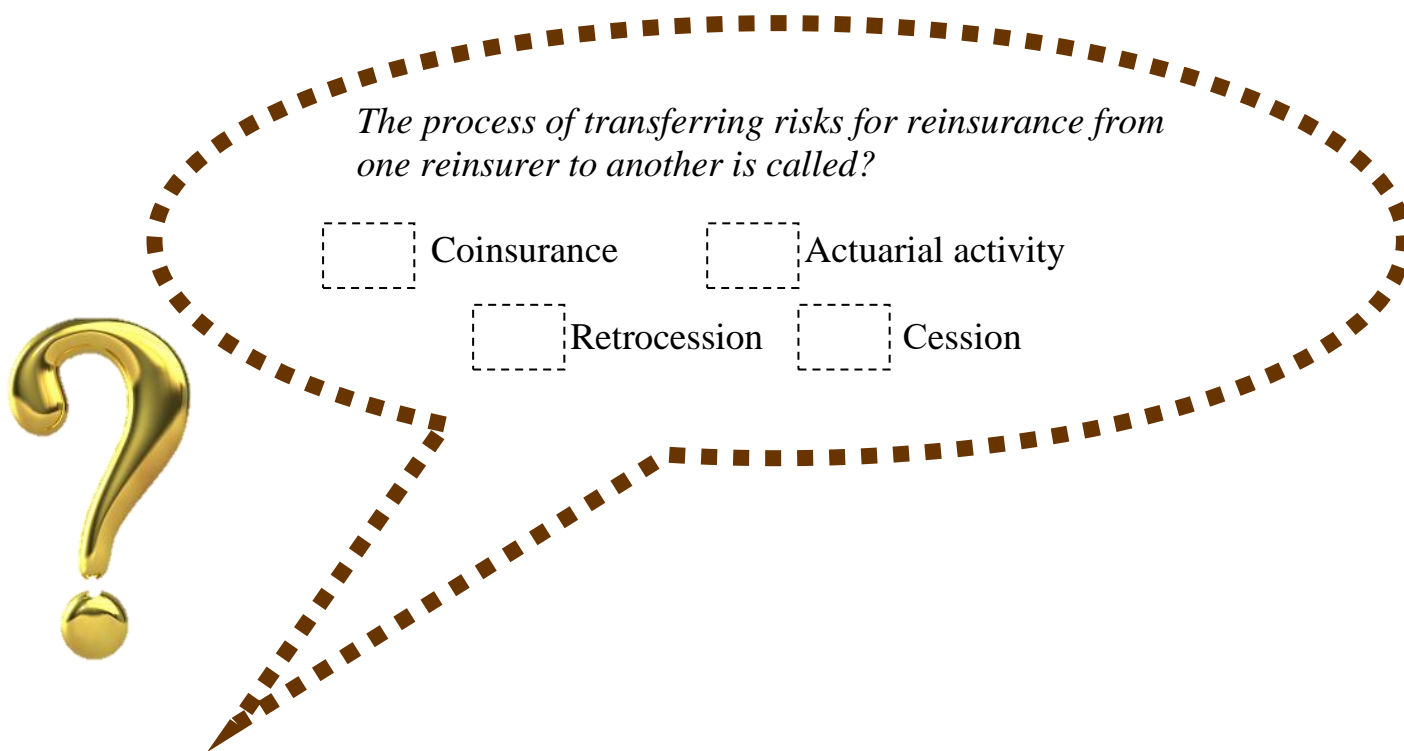 The process of transferring risks for reinsurance from
one reinsurer to another is called?
Coinsurance Actuarial activity
Retrocession Cession